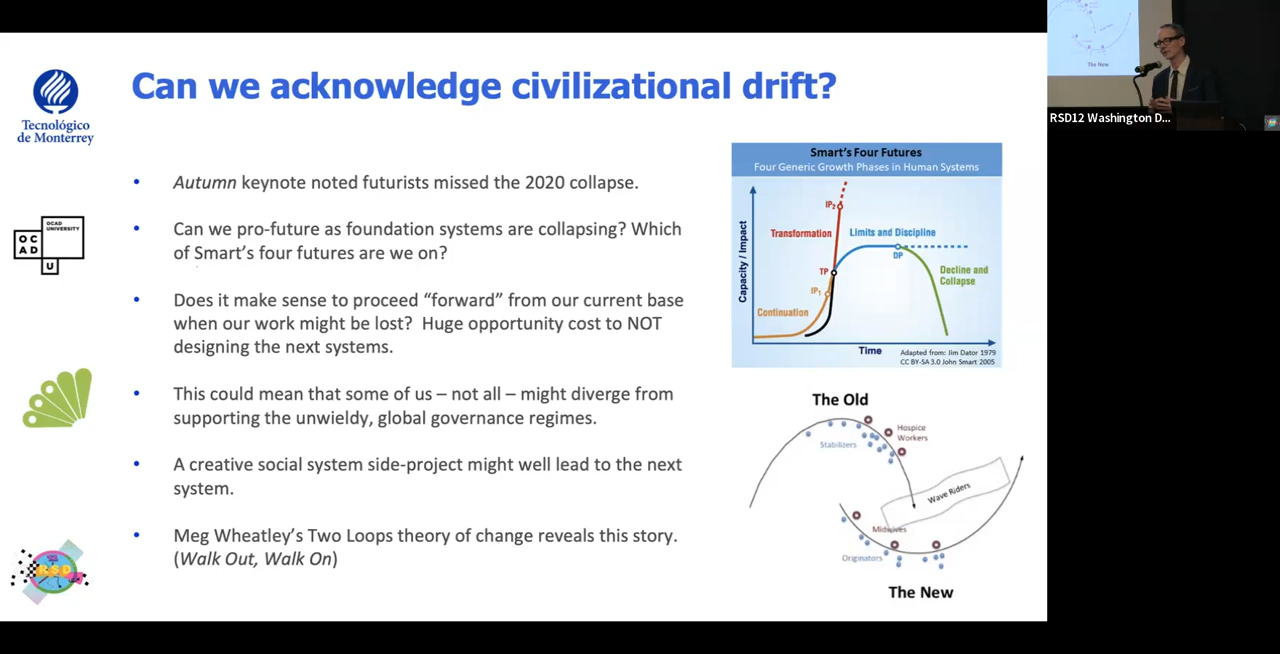 Can we acknowledge civilizational drift?
Tecnológico
de Monterrey
OCAD
UNIVERSITY
OC
AD
U
RSD
• Autumn keynote noted futurists missed the 2020 collapse.
• Can we pro-future as foundation systems are collapsing? Which
of Smart’s four futures are we on?
• Does it make sense to proceed “forward” from our current base
when our work might be lost? Huge opportunity cost to NOT
designing the next systems.
• This could mean that some of us – not all – might diverge from
supporting the unwieldy, global governance regimes.
• A creative social system side-project might well lead to the next
system.
• Meg Wheatley’s Two Loops theory of change reveals this story.
(Walk Out, Walk On)
Smart's Four Futures
Four Generic Growth Phases in Human Systems
Capacity / Impact
IP2
Transformation
Limits and Discipline
TP
DP
IP1
Decline and
Collapse
Continuation
Time
Adapted from: Jim Dator 1979
CC BY-SA 3.0 John Smart 2005
The Old
Hospice
Workers
Stabilizers
Wave Riders
Midwives
Originators
The New
The New
RSD12 Washington D...